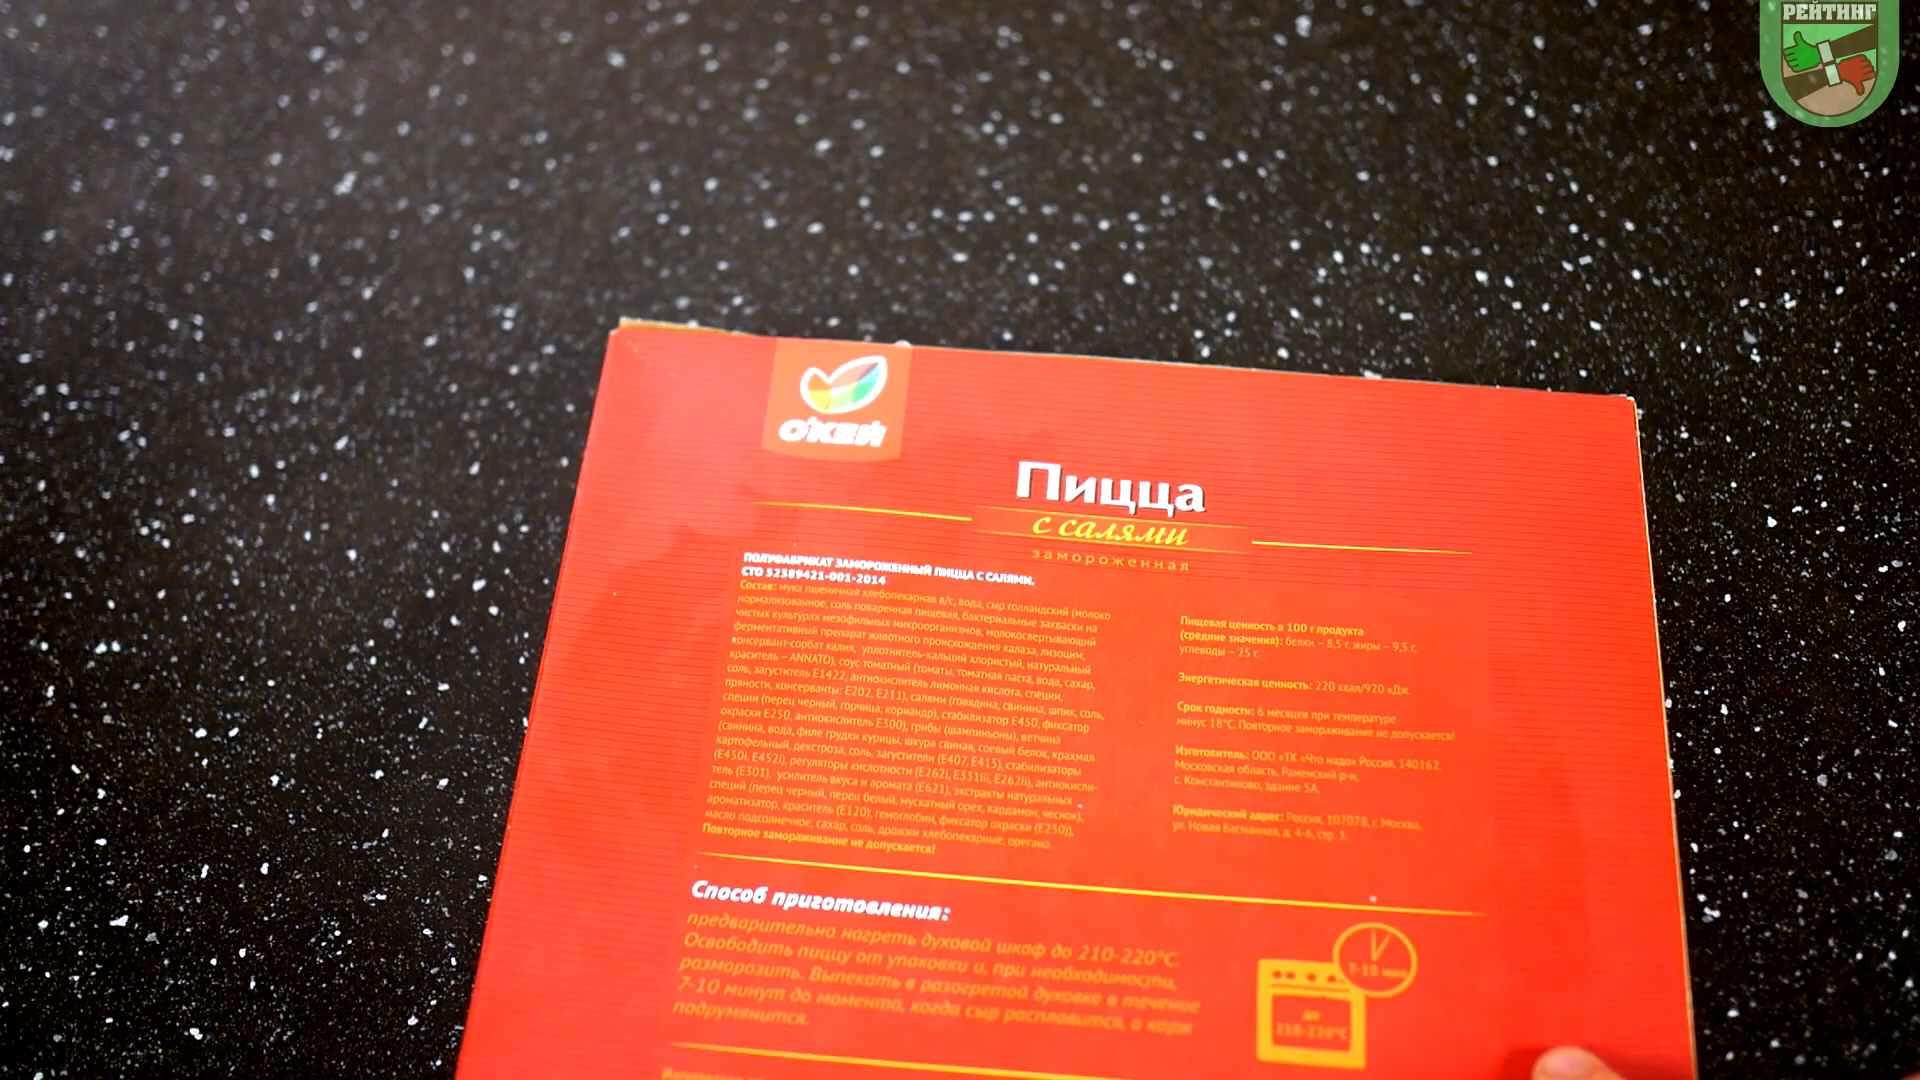 РЕЙТИНГ
О'КЕЙ
Пицца
с салями
замороженная
ПОЛУФАБРИКАТ ЗАМОРОЖЕННЫЙ ПИЦЦА С САЛЯМИ.
СТО 52389421-001-2014
Состав: мука пшеничная хлебопекарная в/с, вода, сыр голландский (молоко
нормализованное, соль поваренная пищевая, бактериальные закваски на
чистых культурах мезофильных микроорганизмов, молокосвертывающий
ферментативный препарат животного происхождения калаза, лизоцим,
консервант-сорбат калия, уплотнитель-кальций хлористый, натуральный
краситель – ANNATO), соус томатный (томаты, томатная паста, вода, сахар,
соль, загуститель Е1422, антиокислитель лимонная кислота, специи,
пряности, консерванты: Е202, Е211), салями (говядина, свинина, шпик, соль,
специи (перец черный, горчица, кориандр), стабилизатор Е450, фиксатор
окраски Е250, антиокислитель Е300), грибы (шампиньоны), ветчина
(свинина, вода, филе грудки курицы, шкура свиная, соевый белок, крахмал
картофельный, декстроза, соль, загустители (Е407, Е415), стабилизаторы
(Е450i, Е452i), регуляторы кислотности (Е262i, Е331iii, Е262ii), антиокисли-
тель (Е301), усилитель вкуса и аромата (Е621), экстракты натуральных
специй (перец черный, перец белый, мускатный орех, кардамон, чеснок),
ароматизатор, краситель (Е120), гемоглобин, фиксатор окраски (Е250)),
масло подсолнечное, сахар, соль, дрожжи хлебопекарные, орегано.
Повторное замораживание не допускается!
Пищевая ценность в 100 г продукта
(средние значения): белки – 8,5 г, жиры – 9,5 г,
углеводы – 25 г.
Энергетическая ценность: 220 ккал/920 кДж.
Срок годности: 6 месяцев при температуре
минус 18°С. Повторное замораживание не допускается!
Изготовитель: ООО «ТК «Что надо» Россия, 140162,
Московская область, Раменский р-н,
с. Константиново, здание 5А.
Юридический адрес: Россия, 107078, г. Москва,
ул. Новая Басманная, д. 4-6, стр. 3.
Способ приготовления:
предварительно нагреть духовой шкаф до 210-220°С.
Освободить пиццу от упаковки и, при необходимости,
разморозить. Выпекать в разогретой духовке в течение
7-10 минут до момента, когда сыр расплавится, а корж
подрумянится.
7-10 мин
до
210-220°С